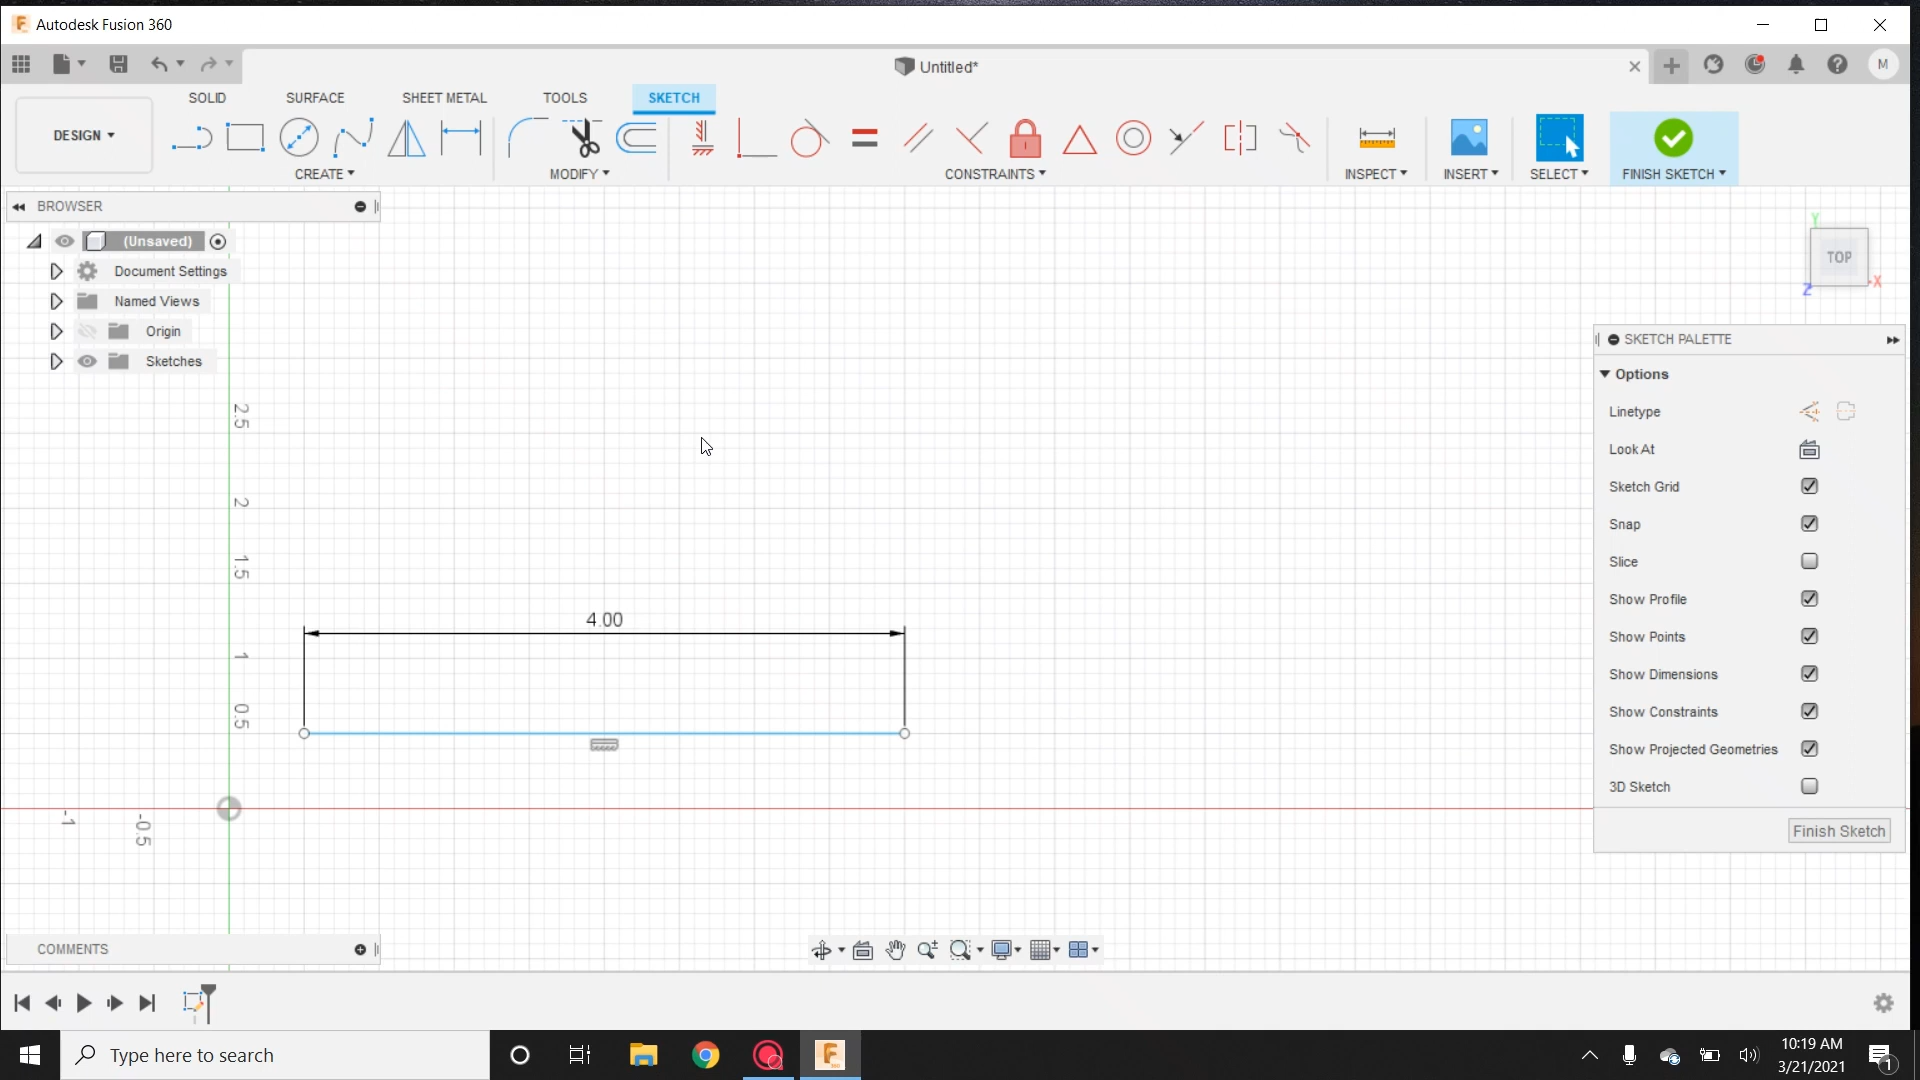 Autodesk Fusion 360
Untitled*
M
SOLID SURFACE SHEET METAL TOOLS SKETCH
DESIGN
CREATE MODIFY CONSTRAINTS INSPECT INSERT SELECT FINISH SKETCH
BROWSER
(Unsaved)
Document Settings
Named Views
Origin
Sketches
Y
TOP
X
Z
SKETCH PALETTE
Options
Linetype
Look At
Sketch Grid
Snap
Slice
Show Profile
Show Points
Show Dimensions
Show Constraints
Show Projected Geometries
3D Sketch
Finish Sketch
2.5
2
1.5
1
0.5
4.00
-1
-0.5
COMMENTS
Type here to search
10:19 AM
3/21/2021
1